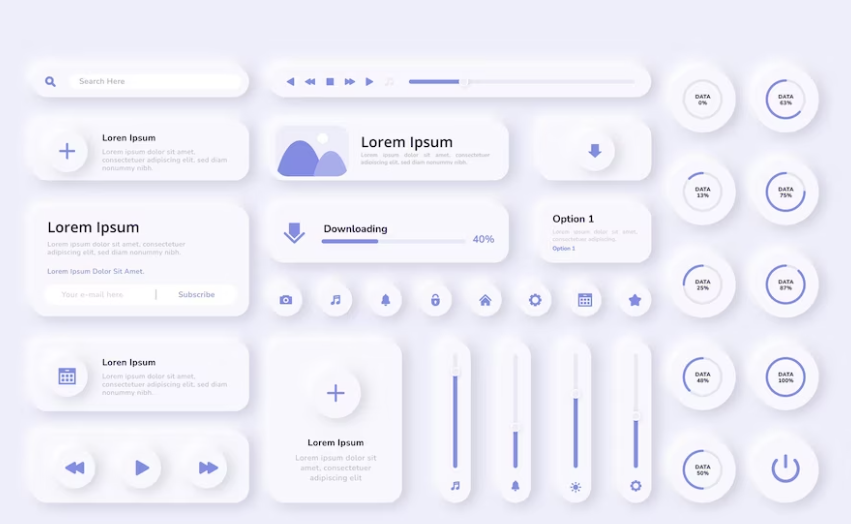 Search Here
Loren Ipsum
Lorem ipsum dolor sit amet,
consectetuer adipiscing elit, sed diam
nonummy nibh.
Lorem Ipsum
Lorem ipsum dolor sit amet, consectetuer
adipiscing elit, sed diam nonummy nibh.
Lorem Ipsum
Lorem ipsum dolor sit amet, consectetuer
adipiscing elit, sed diam nonummy nibh.
Lorem Ipsum Dolor Sit Amet.
Your e-mail here
Subscribe
Downloading
40%
Option 1
Lorem ipsum dolor sit amet,
consectetuer adipiscing.
Option 1
Loren Ipsum
Lorem ipsum dolor sit amet,
consectetuer adipiscing elit, sed diam
nonummy nibh.
Lorem Ipsum
Lorem ipsum dolor sit
amet, consectetuer
adipiscing elit
DATA
0%
DATA
63%
DATA
13%
DATA
75%
DATA
25%
DATA
87%
DATA
40%
DATA
100%
DATA
50%